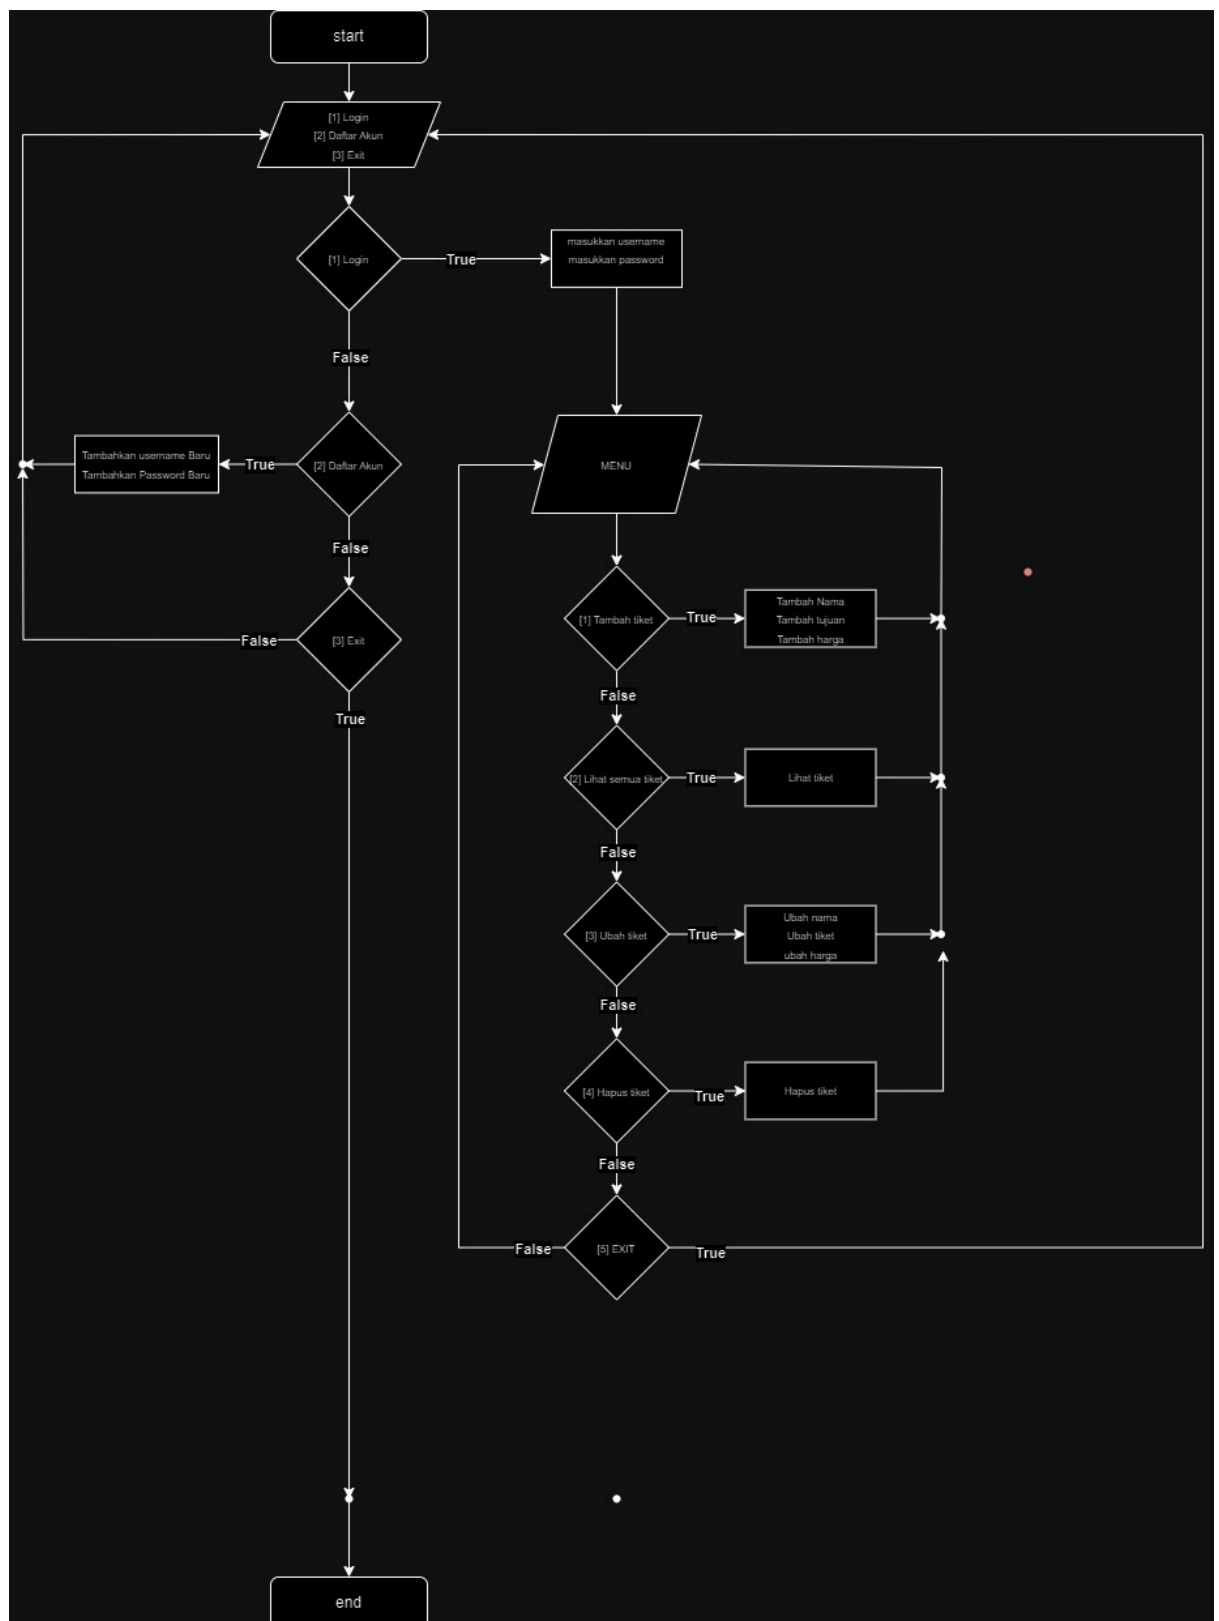 start
[1] Login
[2] Daftar Akun
[3] Exit
[1] Login
True
masukkan username
masukkan password
False
Tambahkan username Baru
Tambahkan Password Baru
True
[2] Daftar Akun
MENU
False
[3] Exit
False
True
[1] Tambah tiket
True
Tambah Nama
Tambah tujuan
Tambah harga
False
[2] Lihat semua tiket
True
Lihat tiket
False
[3] Ubah tiket
True
Ubah nama
Ubah tiket
ubah harga
False
[4] Hapus tiket
True
Hapus tiket
False
False
[5] EXIT
True
end